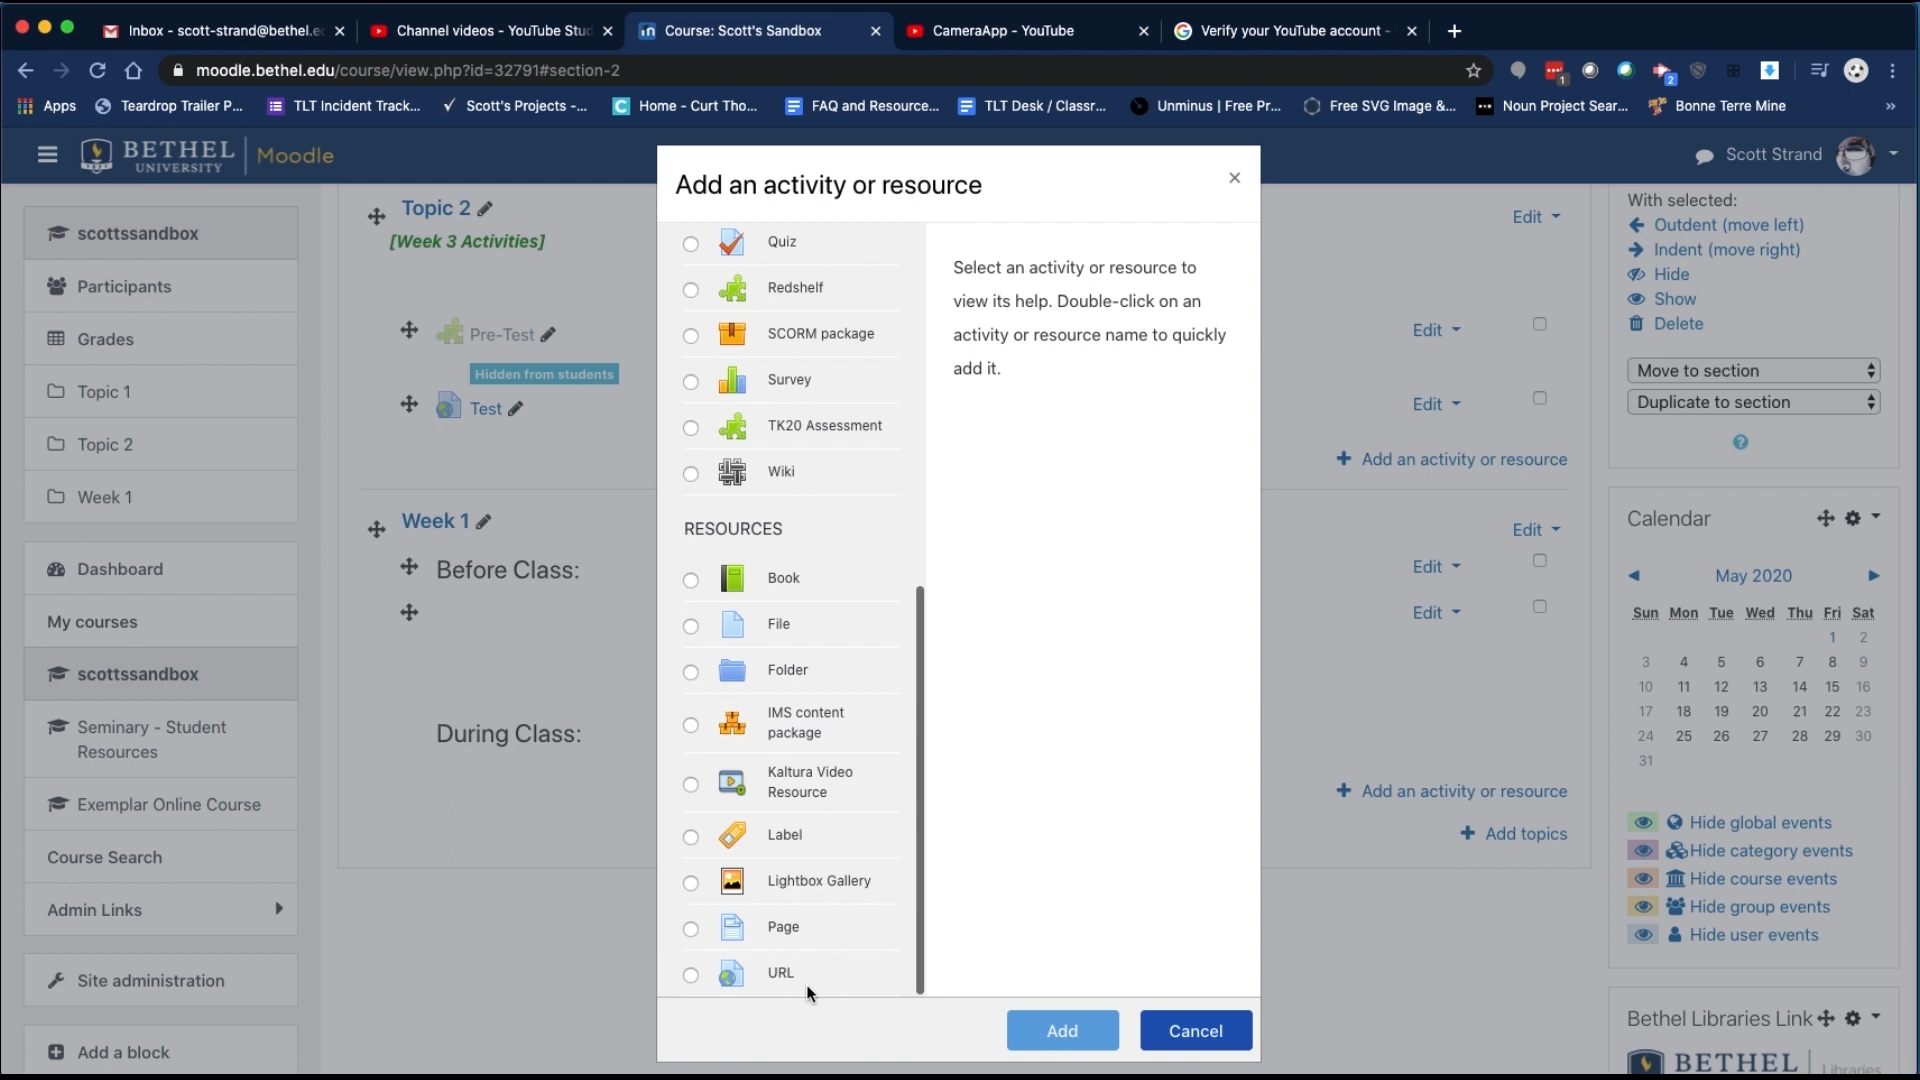 Inbox - scott-strand@bethel.e
Channel videos - YouTube Stud
Course: Scott's Sandbox
CameraApp - YouTube
Verify your YouTube account -
moodle.bethel.edu/course/view.php?id=32791#section-2
1
2
Apps
Teardrop Trailer P...
TLT Incident Track...
Scott's Projects -...
Home - Curt Tho...
FAQ and Resource...
TLT Desk / Classr...
Unminus | Free Pr...
Free SVG Image &...
Noun Project Sear...
Bonne Terre Mine
»
BETHEL
UNIVERSITY
Moodle
Scott Strand
scottssandbox
Participants
Grades
Topic 1
Topic 2
Week 1
Dashboard
My courses
scottssandbox
Seminary - Student
Resources
Exemplar Online Course
Course Search
Admin Links
Site administration
Add a block
Topic 2
[Week 3 Activities]
Edit
Pre-Test
Edit
Hidden from students
Test
Edit
Add an activity or resource
Week 1
Edit
Before Class:
Edit
Edit
During Class:
Add an activity or resource
Add topics
Add an activity or resource
×
Quiz
Redshelf
SCORM package
Survey
TK20 Assessment
Wiki
RESOURCES
Book
File
Folder
IMS content
package
Kaltura Video
Resource
Label
Lightbox Gallery
Page
URL
Select an activity or resource to
view its help. Double-click on an
activity or resource name to quickly
add it.
Add
Cancel
With selected:
Outdent (move left)
Indent (move right)
Hide
Show
Delete
Move to section
Duplicate to section
?
Calendar
May 2020
Sun Mon Tue Wed Thu Fri Sat
1 2
3 4 5 6 7 8 9
10 11 12 13 14 15 16
17 18 19 20 21 22 23
24 25 26 27 28 29 30
31
Hide global events
Hide category events
Hide course events
Hide group events
Hide user events
Bethel Libraries Link
BETHEL
Libraries